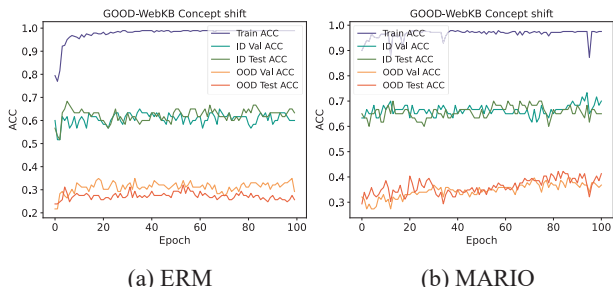 GOOD-WebKB Concept shift
1.0
0.9
0.8
0.7
0.6
0.5
0.4
0.3
0.2
ACC
Train ACC
ID Val ACC
ID Test ACC
OOD Val ACC
OOD Test ACC
0 20 40 60 80 100
Epoch
(a) ERM
GOOD-WebKB Concept shift
1.0
0.9
0.8
0.7
0.6
0.5
0.4
0.3
ACC
Train ACC
ID Val ACC
ID Test ACC
OOD Val ACC
OOD Test ACC
0 20 40 60 80 100
Epoch
(b) MARIO